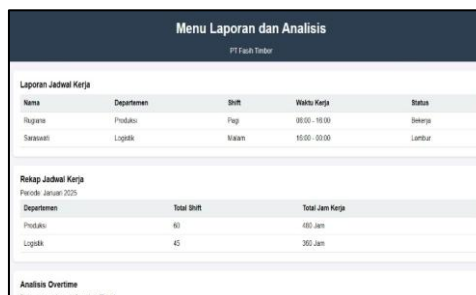 Menu Laporan dan Analisis
PT Fasih Timber
Laporan Jadwal Kerja
Nama Departemen Shift Waktu Kerja Status
Rugiana Produksi Pagi 08:00 - 16:00 Bekerja
Saraswati Logistik Malam 16:00 - 00:00 Lembur
Rekap Jadwal Kerja
Periode: Januari 2025
Departemen Total Shift Total Jam Kerja
Produksi 60 480 Jam
Logistik 45 360 Jam
Analisis Overtime